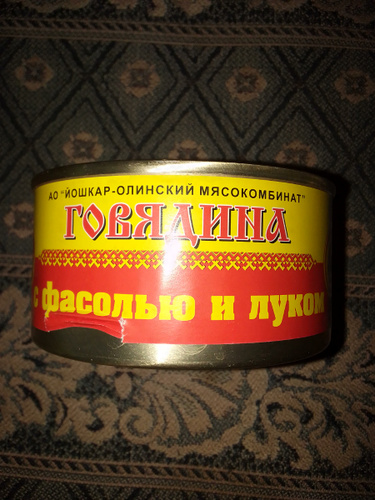 АО "ЙОШКАР-ОЛИНСКИЙ МЯСОКОМБИНАТ"
ГОВЯДИНА
с фасолью и луком